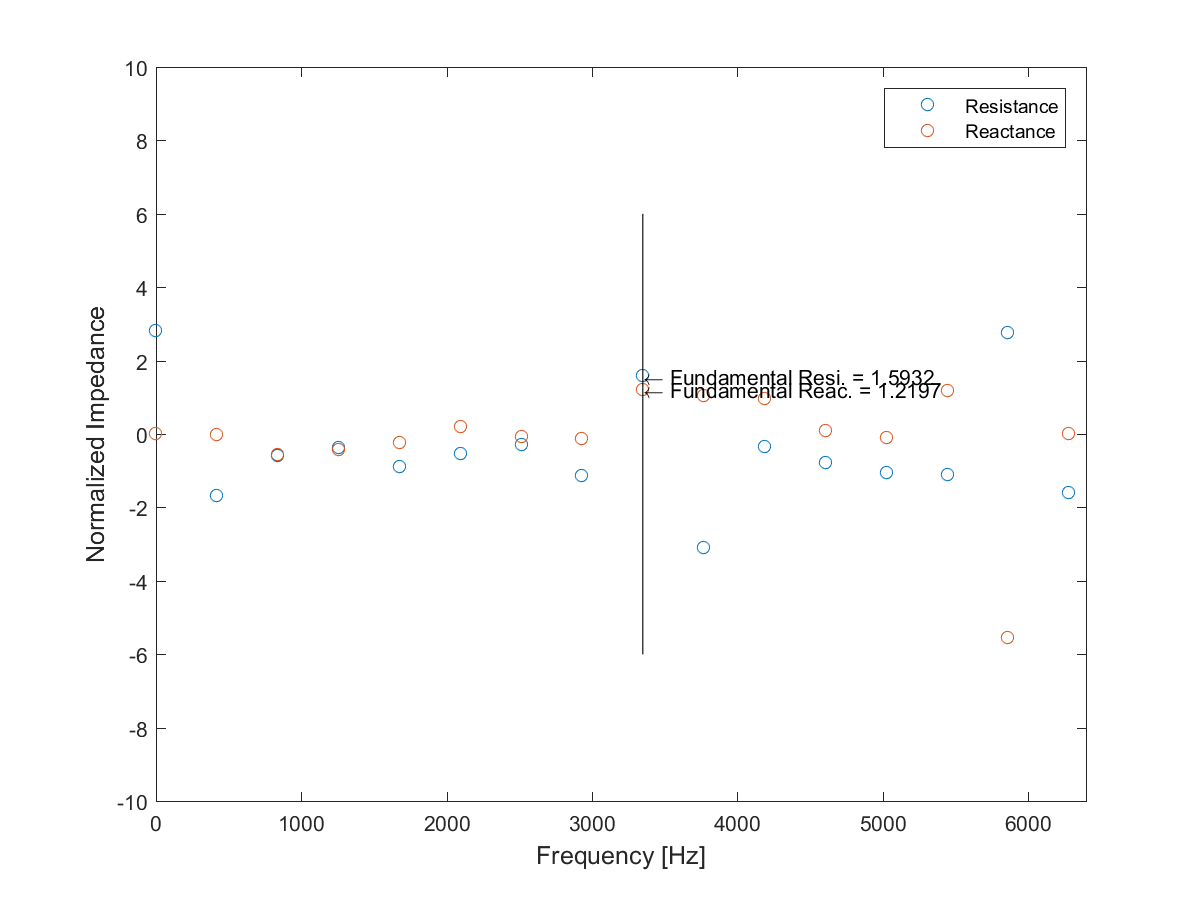 10
8
6
4
2
0
-2
-4
-6
-8
-10
Normalized Impedance
Resistance
Reactance
Fundamental Resi. = 1.5932
Fundamental Reac. = 1.2197
0 1000 2000 3000 4000 5000 6000
Frequency [Hz]